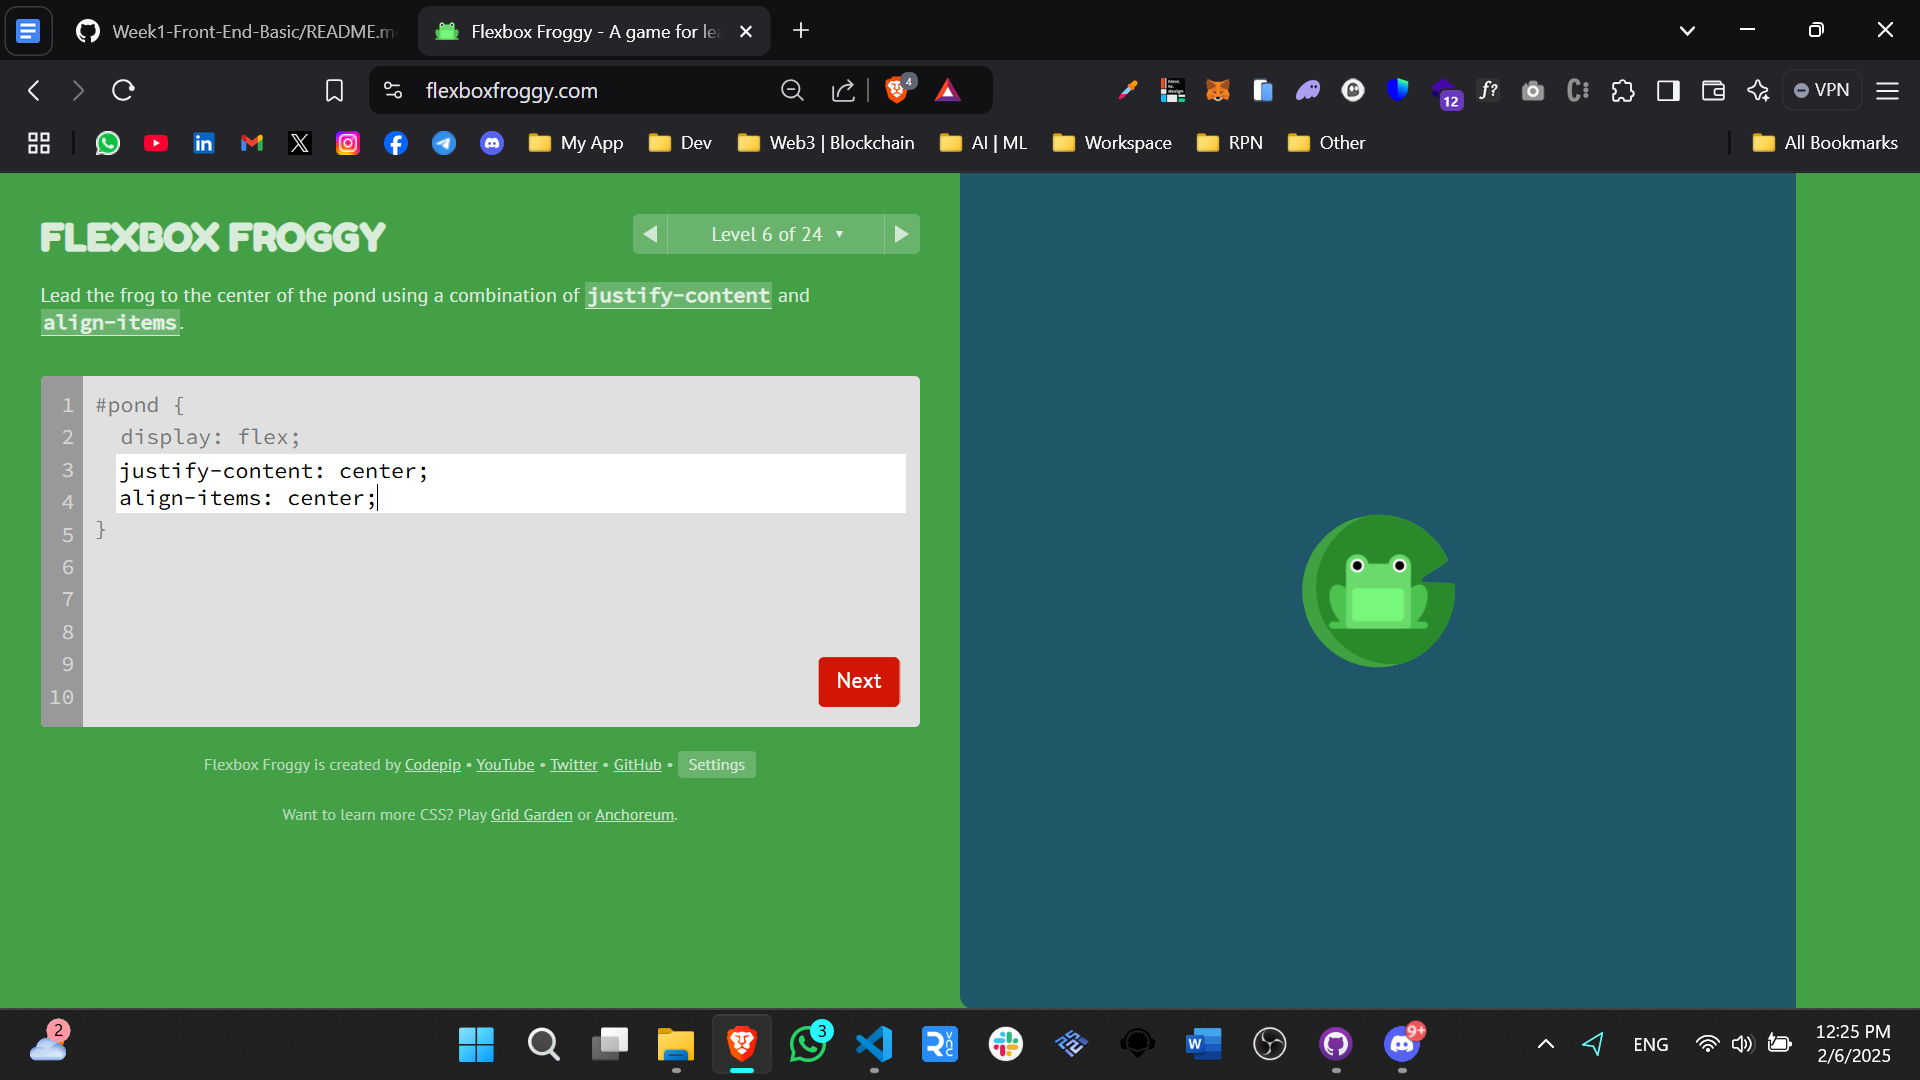 Week1-Front-End-Basic/README.m
Flexbox Froggy - A game for le
flexboxfroggy.com
4
12
f?
VPN
My App
Dev
Web3 | Blockchain
AI | ML
Workspace
RPN
Other
All Bookmarks
FLEXBOX FROGGY
Level 6 of 24
Lead the frog to the center of the pond using a combination of justify-content and
align-items.
1 #pond {
2 display: flex;
3 justify-content: center;
4 align-items: center;
5 }
6
7
8
9
10
Next
Flexbox Froggy is created by Codepip • YouTube • Twitter • GitHub • Settings
Want to learn more CSS? Play Grid Garden or Anchoreum.
2
3
9+
ENG
12:25 PM
2/6/2025